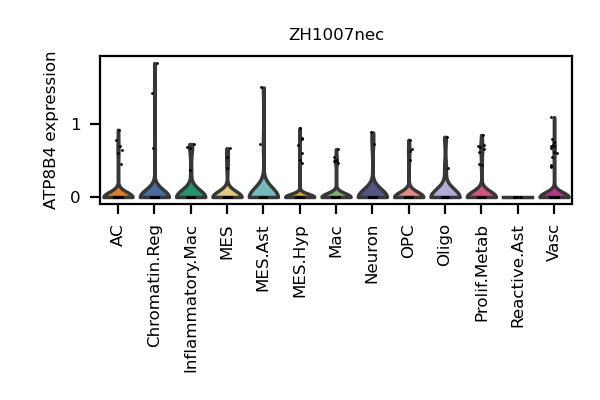 ZH1007nec
ATP8B4 expression
1
0
AC
Chromatin.Reg
Inflammatory.Mac
MES
MES.Ast
MES.Hyp
Mac
Neuron
OPC
Oligo
Prolif.Metab
Reactive.Ast
Vasc